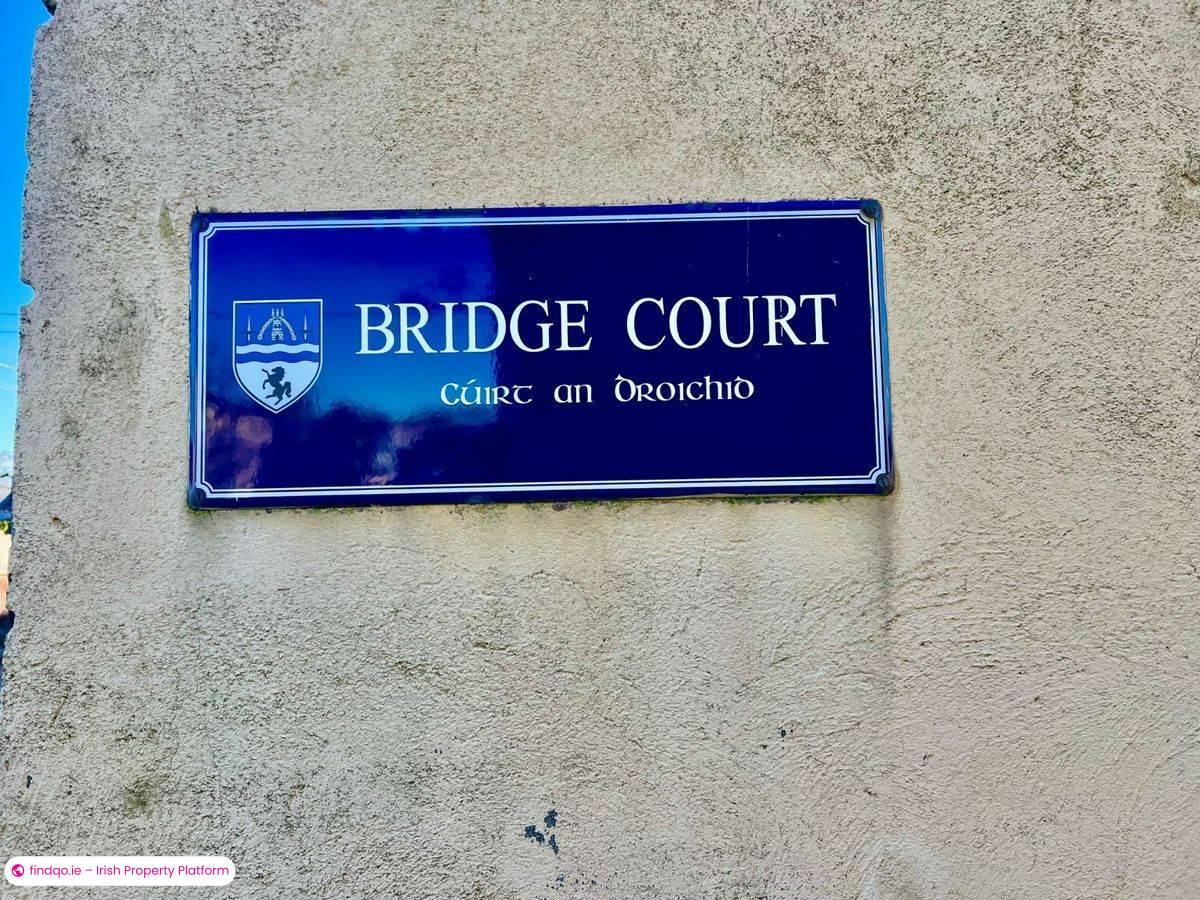 BRIDGE COURT
Cúirt an Droichid
findqo.ie – Irish Property Platform